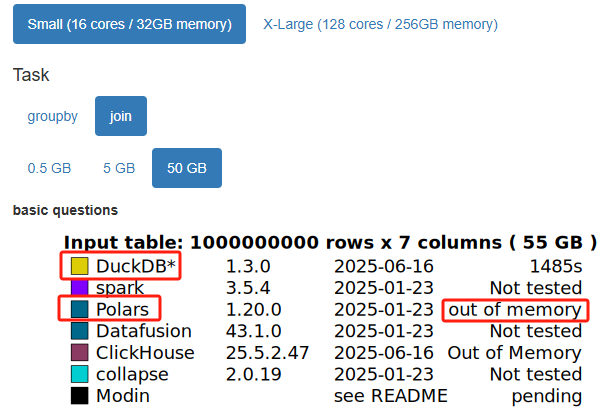 Small (16 cores / 32GB memory) X-Large (128 cores / 256GB memory)
Task
groupby join
0.5 GB 5 GB 50 GB
basic questions
Input table: 1000000000 rows x 7 columns ( 55 GB )
DuckDB* 1.3.0 2025-06-16 1485s
spark 3.5.4 2025-01-23 Not tested
Polars 1.20.0 2025-01-23 out of memory
Datafusion 43.1.0 2025-01-23 Not tested
ClickHouse 25.5.2.47 2025-06-16 Out of Memory
collapse 2.0.19 2025-01-23 Not tested
Modin see README pending